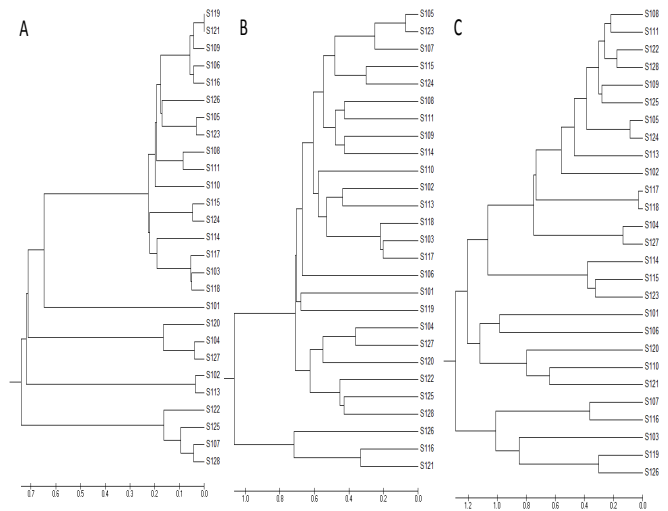 A
S119
S121
S109
S106
S116
S126
S105
S123
S108
S111
S110
S115
S124
S114
S117
S103
S118
S101
S120
S104
S127
S102
S113
S122
S125
S107
S128
0.7 0.6 0.5 0.4 0.3 0.2 0.1 0.0
B
S105
S123
S107
S115
S124
S108
S111
S109
S114
S110
S102
S113
S118
S103
S117
S106
S101
S119
S104
S127
S120
S122
S125
S128
S126
S116
S121
1.0 0.8 0.6 0.4 0.2 0.0
C
S108
S111
S122
S128
S109
S125
S105
S124
S113
S102
S117
S118
S104
S127
S114
S115
S123
S101
S106
S120
S110
S121
S107
S116
S103
S119
S126
1.2 1.0 0.8 0.6 0.4 0.2 0.0